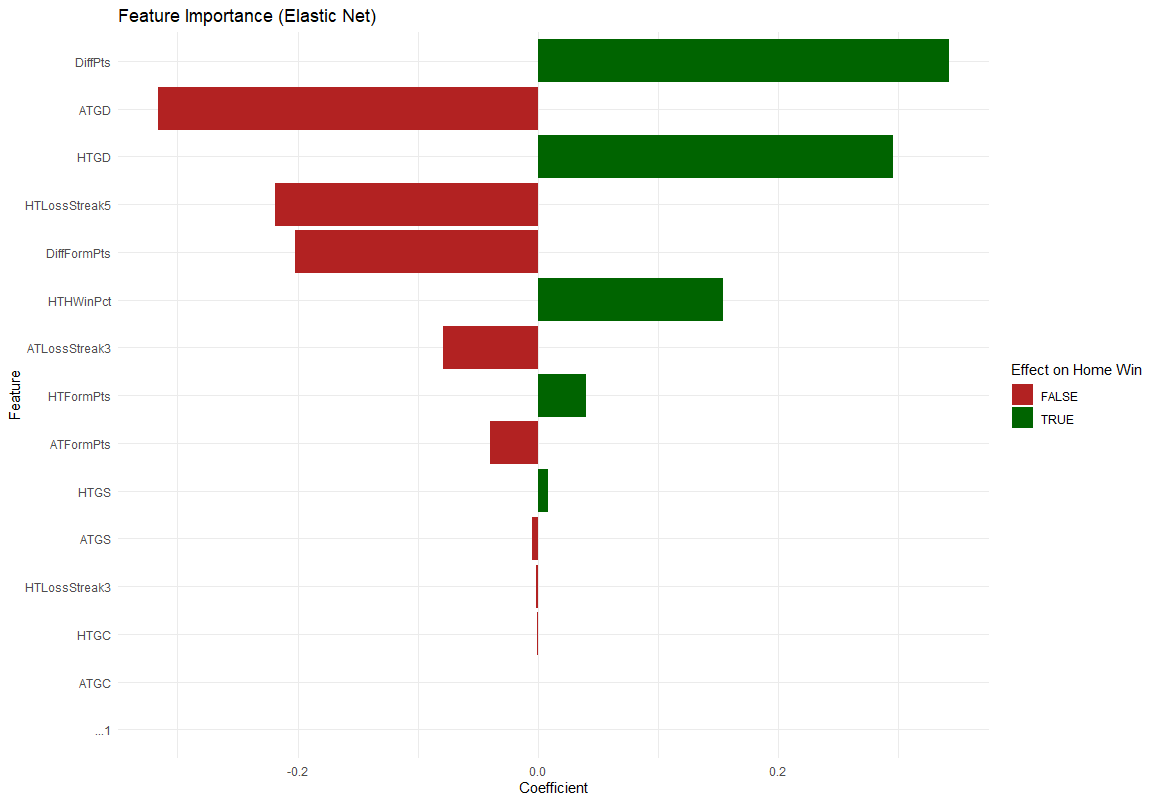 Feature Importance (Elastic Net)
DiffPts
ATGD
HTGD
HTLossStreak5
DiffFormPts
HTHWinPct
ATLossStreak3
HTFormPts
ATFormPts
HTGS
ATGS
HTLossStreak3
HTGC
ATGC
...1
Feature
-0.2
0.0
0.2
Coefficient
Effect on Home Win
FALSE
TRUE